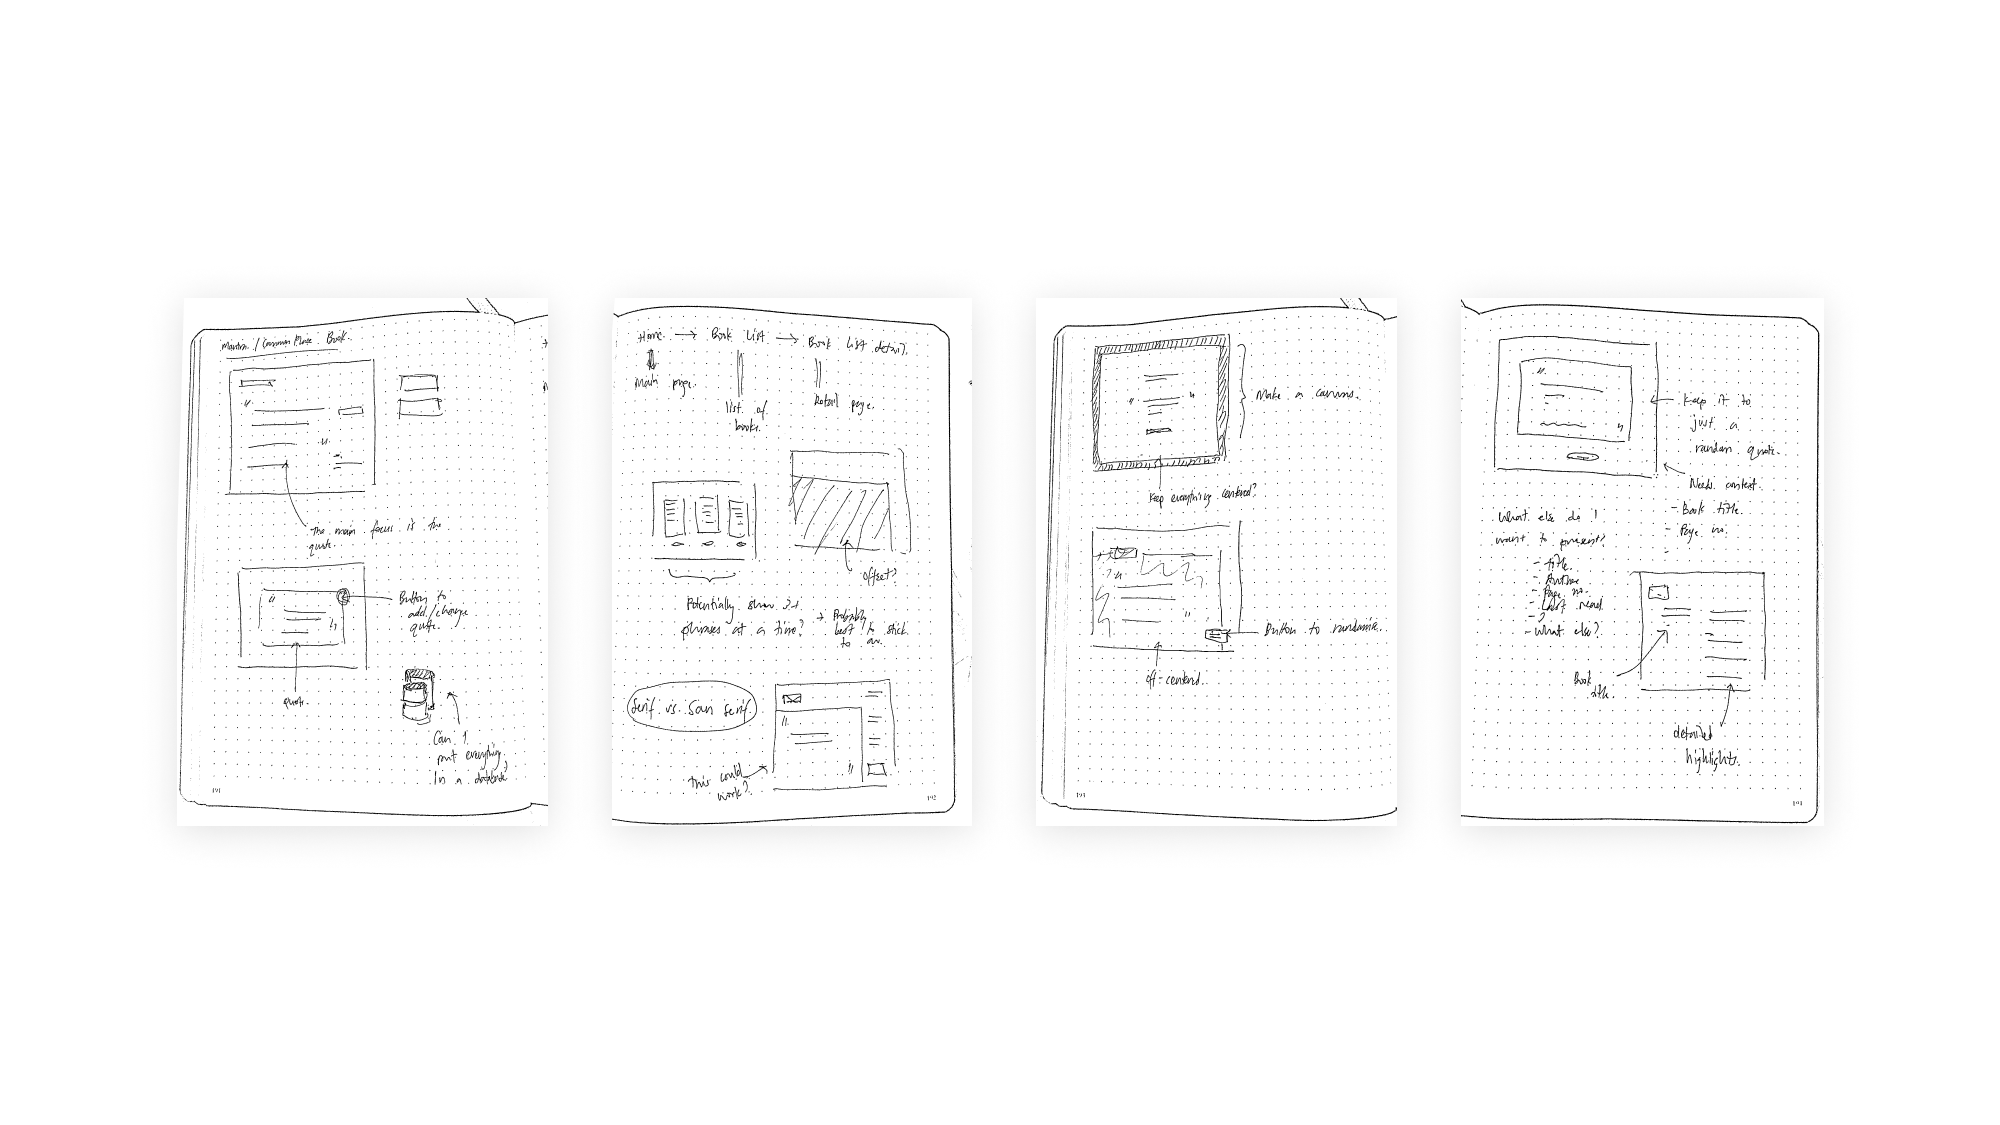 Mantra / Common Place Book.
"
"
The main focus is the
quote.
"
"
Button to
add/change
quote.
quote.
Can I
put everything
in a database?
191
Home → Book List → Book List detail.
Main page.
list of
books.
Detail page.
offset?
Potentially show 3-4
phrases at a time? → Probably
best to stick
to one.
Serif vs. San Serif.
"
"
This could
work?
192
"
"
Make a canvas.
Keep everything centered?
"
"
Button to randomise.
off-centered.
193
"
"
Keep it to
just a
random quote.
Needs context.
- Book title.
- Page no.
-
What else do I
want to present?
- title.
- Author
- Page no.
- Last read
- ?
- What else?
Book
title.
detailed
highlights.
194